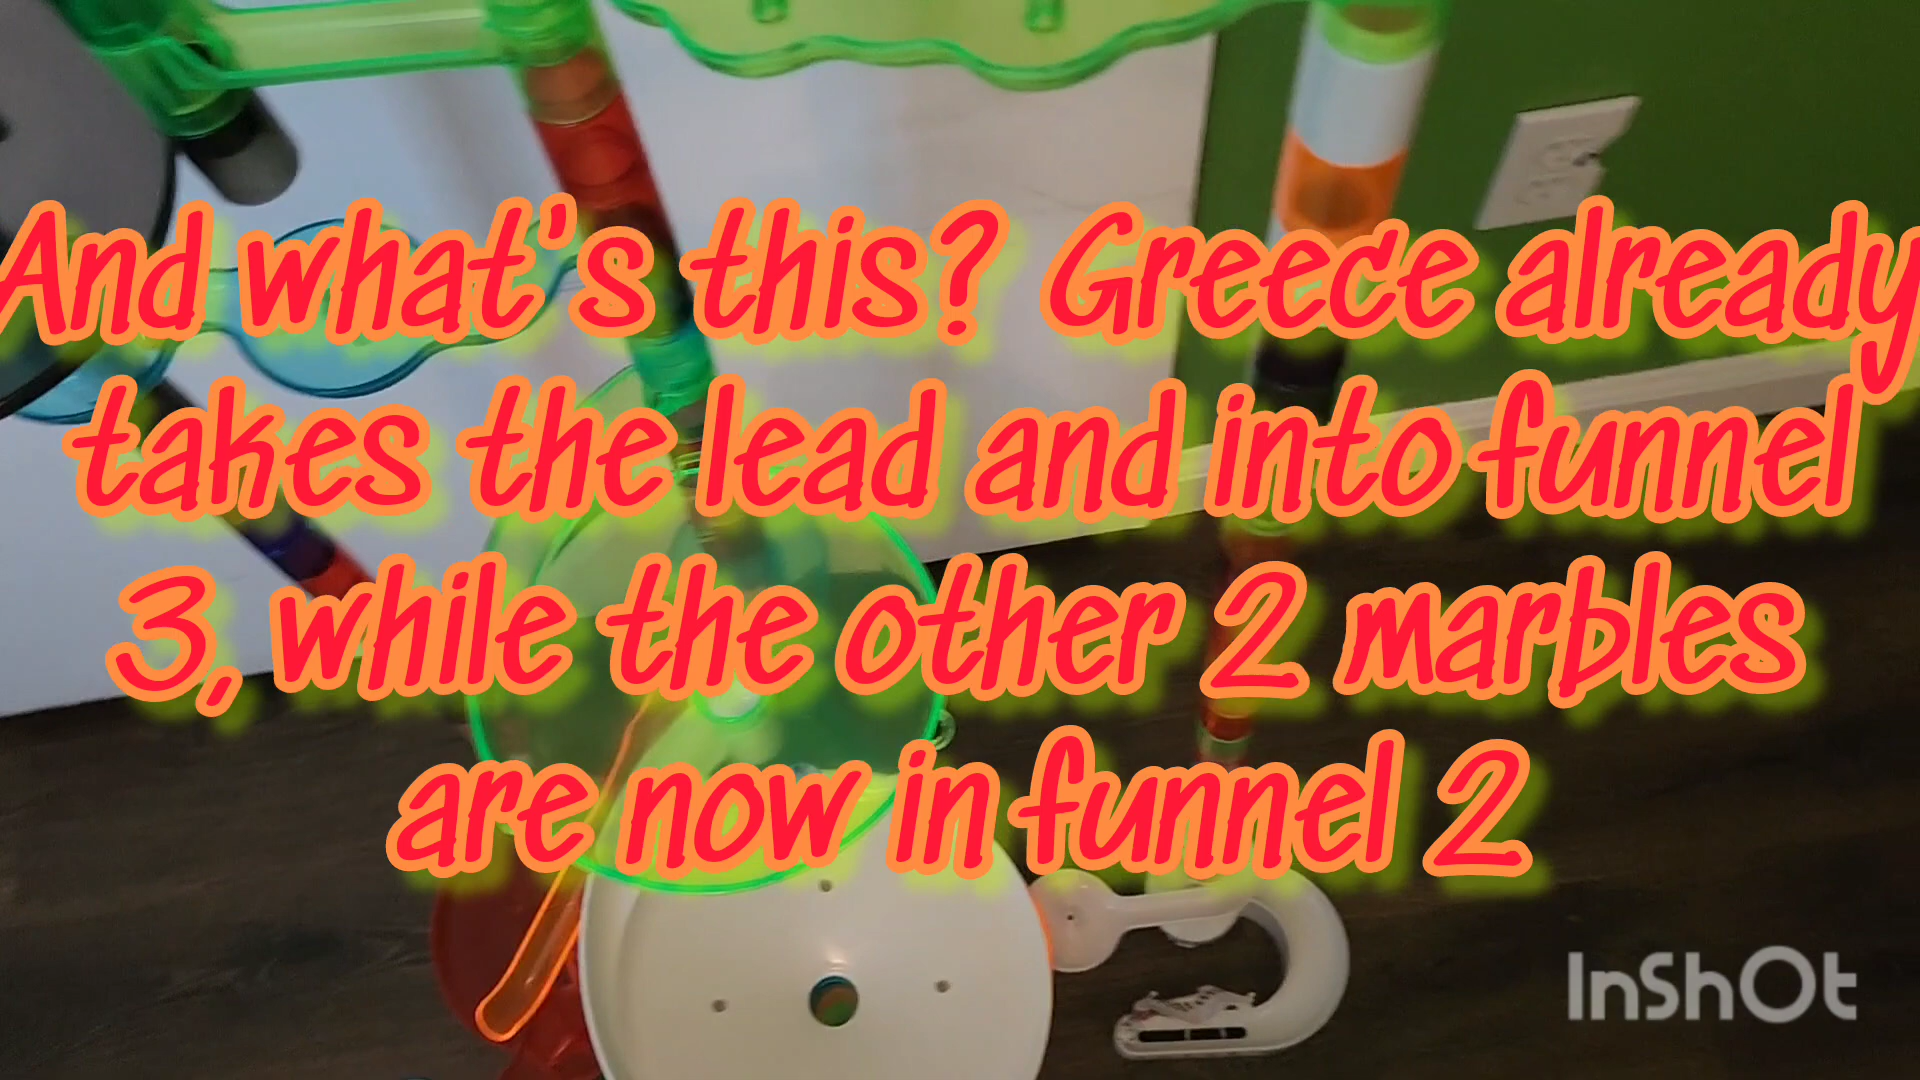 And what's this? Greece already
takes the lead and into funnel
3, while the other 2 marbles
are now in funnel 2
InShOt